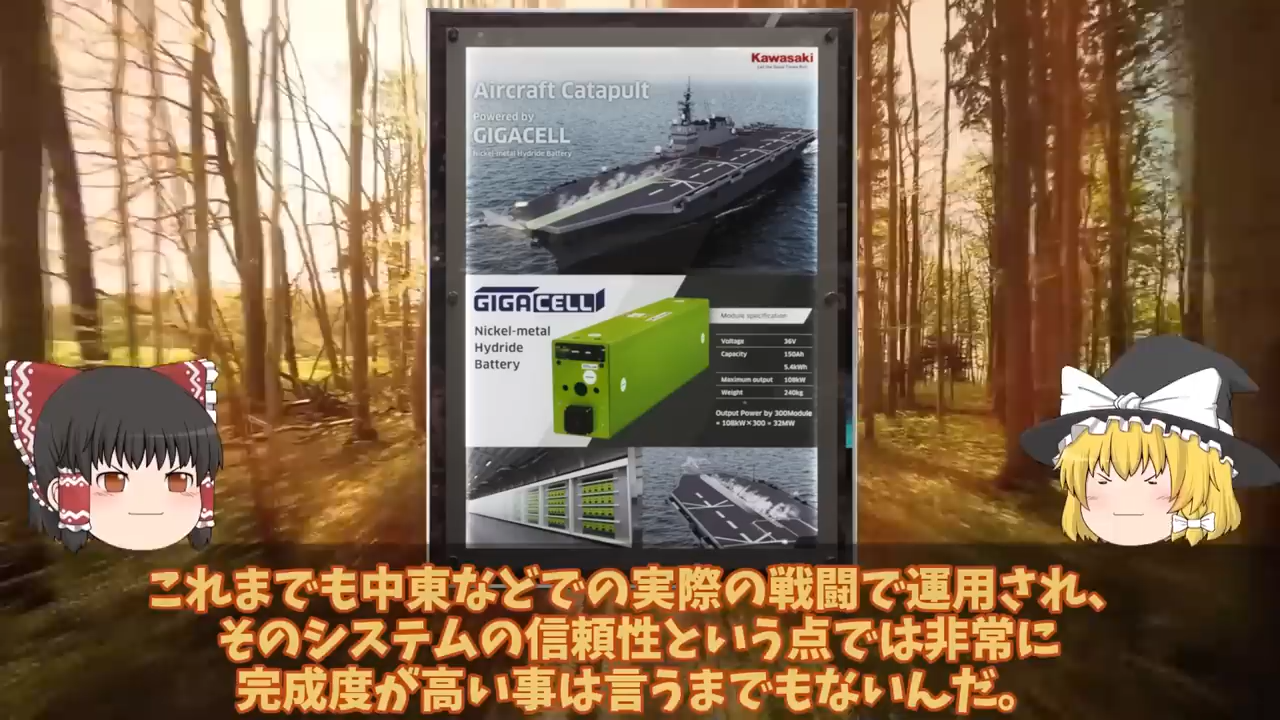 Kawasaki
Aircraft Catapult
Powered by
GIGACELL
Nickel-metal Hydride Battery
GIGACELL
Nickel-metal
Hydride
Battery
Module specification
Voltage 36V
Capacity 150Ah
5.4kWh
Maximum output 108kW
Weight 240kg
Output Power by 300Module
= 108kW×300 = 32MW
これまでも中東などでの実際の戦闘で運用され、
そのシステムの信頼性という点では非常に
完成度が高い事は言うまでもないんだ。